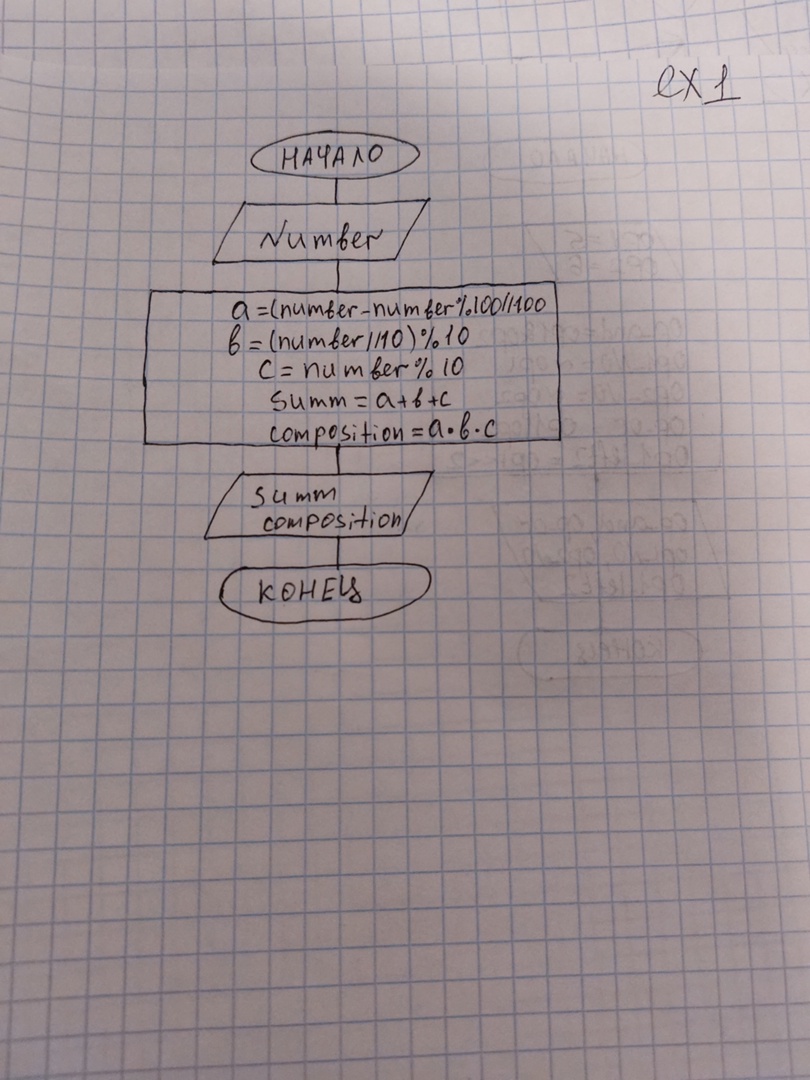 ex 1
НАЧАЛО
Number
a=(number-number%100//100
b=(number//10)%10
c=number%10
summ=a+b+c
composition=a·b·c
summ
composition
КОНЕЦ